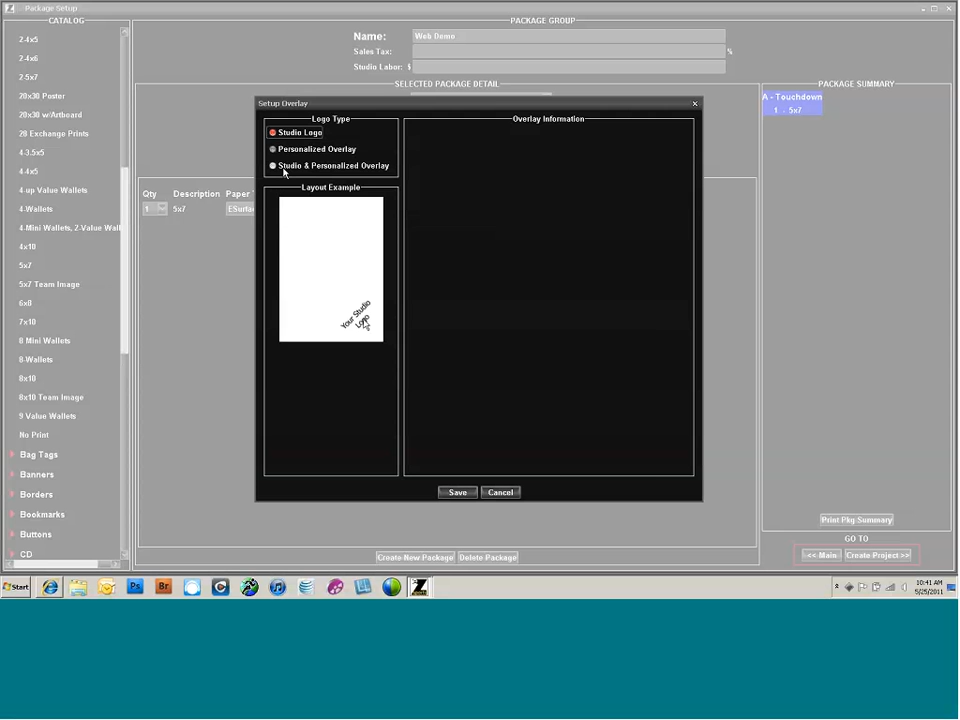 Package Setup
CATALOG
2-4x5
2-4x6
2-5x7
20x30 Poster
20x30 w/Artboard
28 Exchange Prints
4-3.5x5
4-4x5
4-up Value Wallets
4-Wallets
4-Mini Wallets, 2-Value Wall
4x10
5x7
5x7 Team Image
6x8
7x10
8 Mini Wallets
8-Wallets
8x10
8x10 Team Image
9 Value Wallets
No Print
Bag Tags
Banners
Borders
Bookmarks
Buttons
CD
PACKAGE GROUP
Name: Web Demo
Sales Tax: %
Studio Labor: $
SELECTED PACKAGE DETAIL
Qty Description Paper
1 5x7 ESurfa
Setup Overlay
Logo Type
Studio Logo
Personalized Overlay
Studio & Personalized Overlay
Layout Example
Your Studio
Logo
Overlay Information
Save Cancel
Create New Package Delete Package
PACKAGE SUMMARY
A - Touchdown
1 - 5x7
Print Pkg Summary
GO TO
<< Main Create Project >>
Start
Ps
Br
10:41 AM
5/25/2011